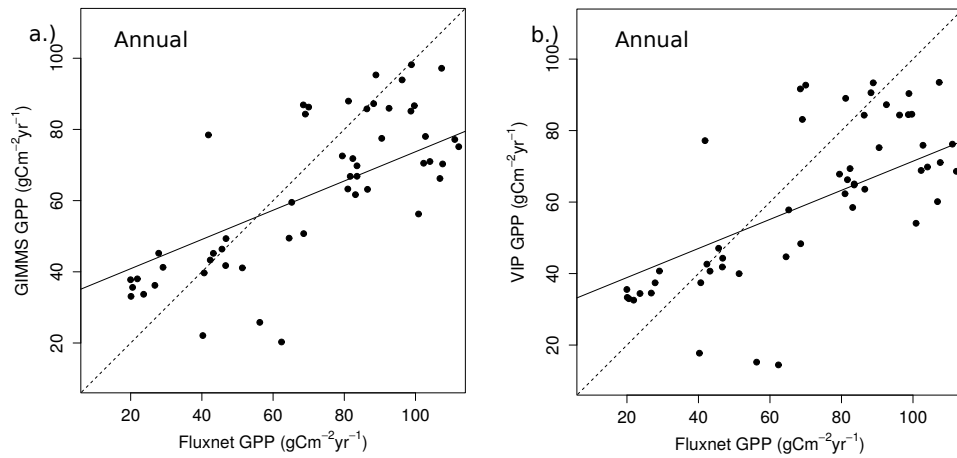 a.) Annual
GIMMS GPP (gCm⁻²yr⁻¹)
100
80
60
40
20
20 40 60 80 100
Fluxnet GPP (gCm⁻²yr⁻¹)
b.) Annual
VIP GPP (gCm⁻²yr⁻¹)
100
80
60
40
20
20 40 60 80 100
Fluxnet GPP (gCm⁻²yr⁻¹)